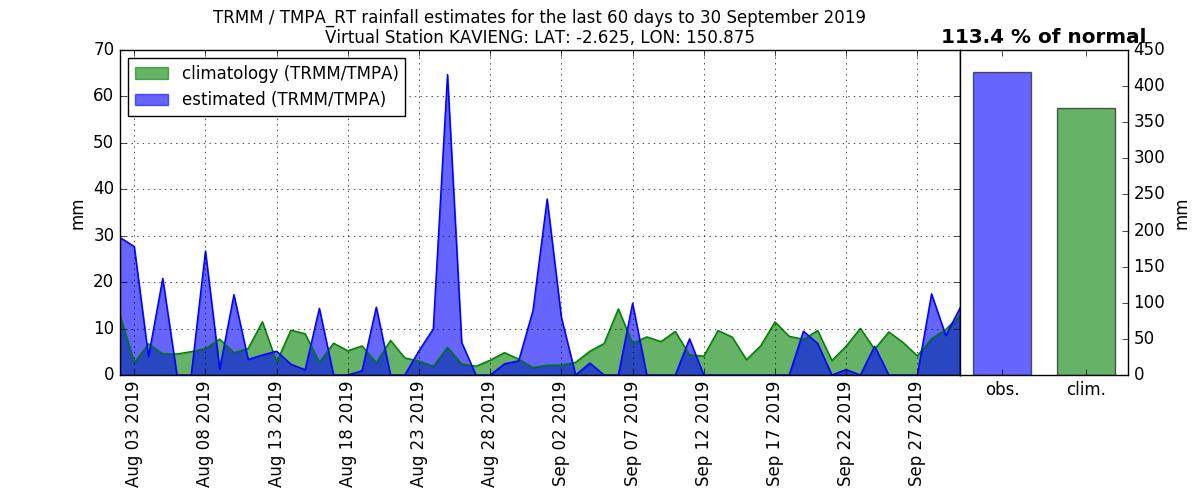 TRMM / TMPA_RT rainfall estimates for the last 60 days to 30 September 2019
Virtual Station KAVIENG: LAT: -2.625, LON: 150.875
113.4 % of normal
climatology (TRMM/TMPA)
estimated (TRMM/TMPA)
70
60
50
40
30
20
10
0
mm
Aug 03 2019
Aug 08 2019
Aug 13 2019
Aug 18 2019
Aug 23 2019
Aug 28 2019
Sep 02 2019
Sep 07 2019
Sep 12 2019
Sep 17 2019
Sep 22 2019
Sep 27 2019
obs.
clim.
450
400
350
300
250
200
150
100
50
0
mm